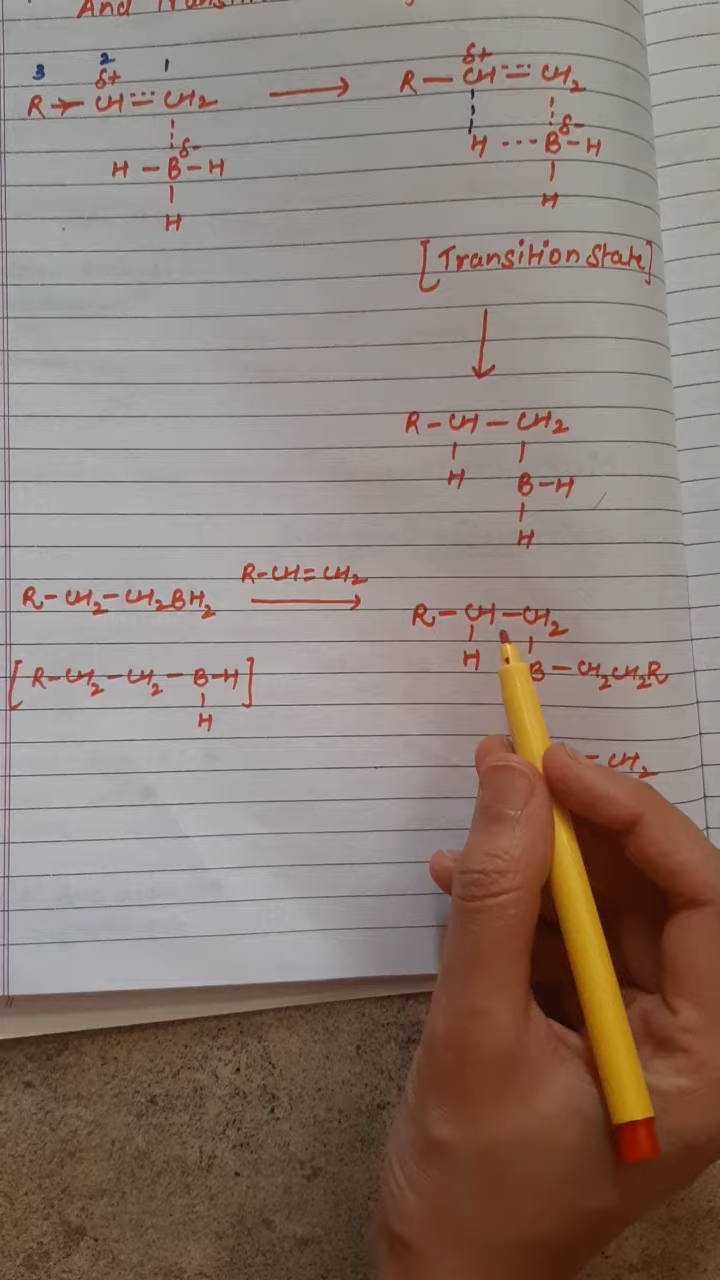 And
3 2 1
δ+ δ+
R → CH ⋯ CH2 ⟶ R — CH ⋯ CH2
δ- δ-
H — B — H H ⋯ B — H
H H
[Transition State]
R — CH — CH2
H B — H
H
R-CH=CH2
R-CH2-CH2BH2 ⟶ R — CH — CH2
H B — CH2CH2R
[R-CH2-CH2-B-H]
H
— CH2